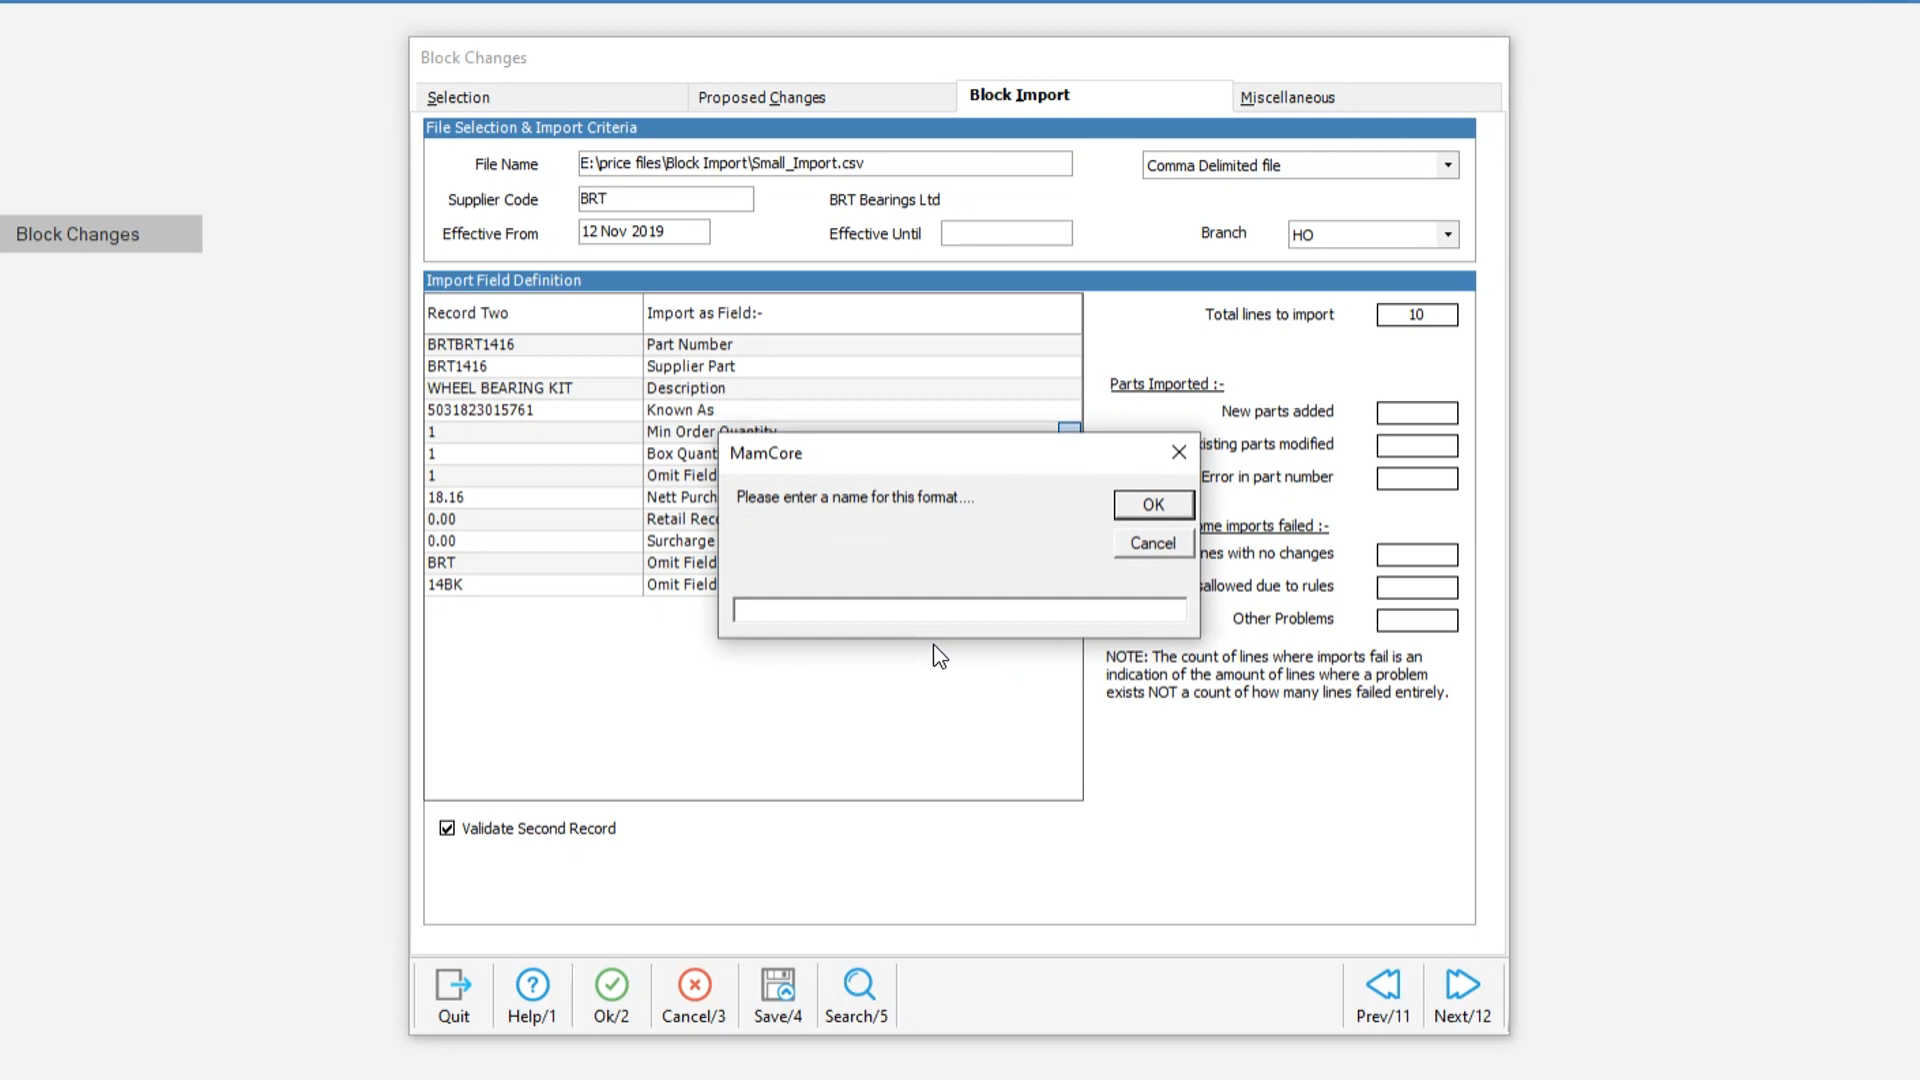 Block Changes
Selection
Proposed Changes
Block Import
Miscellaneous
File Selection & Import Criteria
File Name
E:\price files\Block Import\Small_Import.csv
Comma Delimited file
Supplier Code
BRT
BRT Bearings Ltd
Effective From
12 Nov 2019
Effective Until
Branch
HO
Block Changes
Import Field Definition
Record Two
Import as Field:-
BRTBRT1416
Part Number
BRT1416
Supplier Part
WHEEL BEARING KIT
Description
5031823015761
Known As
1
Min Order Quantity
1
Box Quant
1
Omit Field
18.16
Nett Purch
0.00
Retail Rec
0.00
Surcharge
BRT
Omit Field
14BK
Omit Field
MamCore
Please enter a name for this format....
OK
Cancel
Total lines to import
10
Parts Imported :-
New parts added
isting parts modified
Error in part number
ome imports failed :-
nes with no changes
allowed due to rules
Other Problems
NOTE: The count of lines where imports fail is an
indication of the amount of lines where a problem
exists NOT a count of how many lines failed entirely.
Validate Second Record
Quit
Help/1
Ok/2
Cancel/3
Save/4
Search/5
Prev/11
Next/12